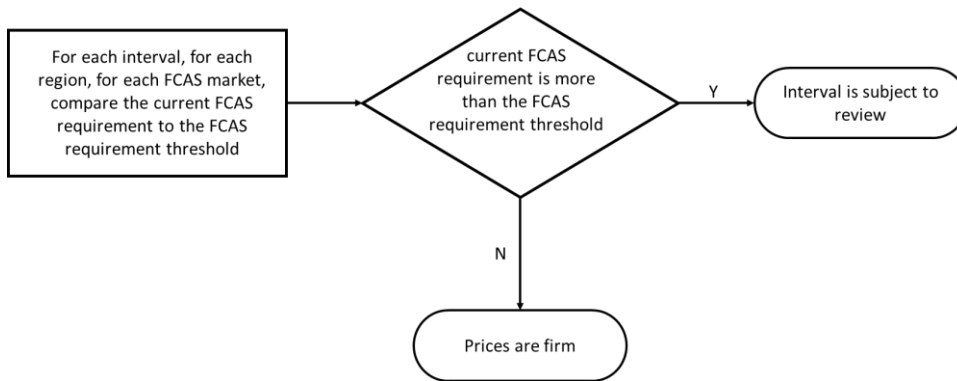 For each interval, for each
region, for each FCAS market,
compare the current FCAS
requirement to the FCAS
requirement threshold
current FCAS
requirement is more
than the FCAS
requirement threshold
Y
Interval is subject to
review
N
Prices are firm